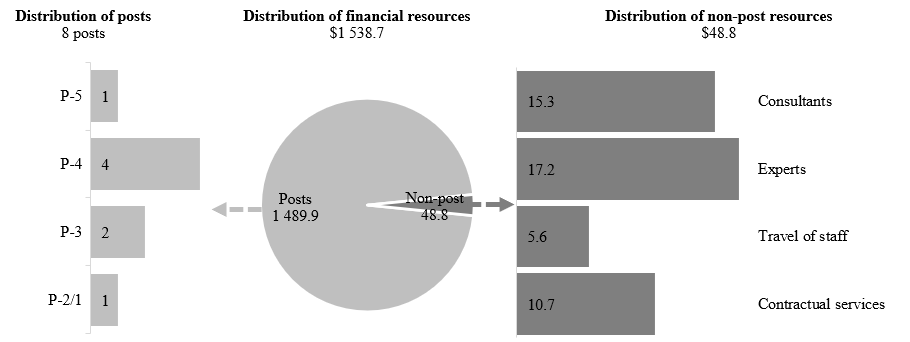 Distribution of posts
8 posts
P-5
1
P-4
4
P-3
2
P-2/1
1
Distribution of financial resources
$1 538.7
Posts
1 489.9
Non-post
48.8
Distribution of non-post resources
$48.8
15.3
Consultants
17.2
Experts
5.6
Travel of staff
10.7
Contractual services